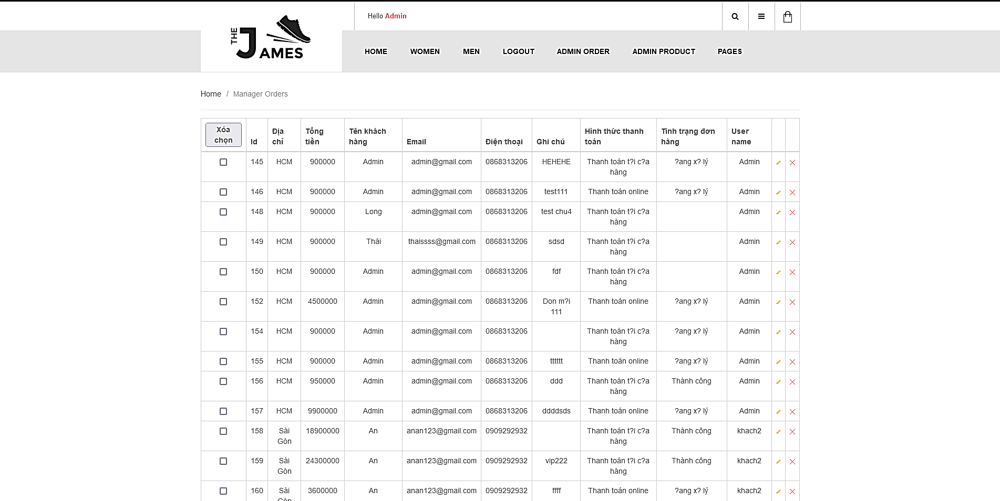 Hello Admin
THE JAMES
HOME WOMEN MEN LOGOUT ADMIN ORDER ADMIN PRODUCT PAGES
Home / Manager Orders
Xóa chọn Id Địa chỉ Tổng tiền Tên khách hàng Email Điện thoại Ghi chú Hình thức thanh toán Tình trạng đơn hàng User name
145 HCM 900000 Admin admin@gmail.com 0868313206 HEHEHE Thanh toán t?i c?a hàng ?ang x? lý Admin
146 HCM 900000 Admin admin@gmail.com 0868313206 test111 Thanh toán online ?ang x? lý Admin
148 HCM 900000 Long admin@gmail.com 0868313206 test chu4 Thanh toán t?i c?a hàng Admin
149 HCM 900000 Thái thaissss@gmail.com 0868313206 sdsd Thanh toán t?i c?a hàng Admin
150 HCM 900000 Admin admin@gmail.com 0868313206 fdf Thanh toán t?i c?a hàng Admin
152 HCM 4500000 Admin admin@gmail.com 0868313206 Don m?i 111 Thanh toán online ?ang x? lý Admin
154 HCM 900000 Admin admin@gmail.com 0868313206 Thanh toán t?i c?a hàng ?ang x? lý Admin
155 HCM 900000 Admin admin@gmail.com 0868313206 tttttt Thanh toán online ?ang x? lý Admin
156 HCM 950000 Admin admin@gmail.com 0868313206 ddd Thanh toán t?i c?a hàng Thành công Admin
157 HCM 9900000 Admin admin@gmail.com 0868313206 ddddsds Thanh toán online ?ang x? lý Admin
158 Sài Gòn 18900000 An anan123@gmail.com 0909292932 Thanh toán t?i c?a hàng Thành công khach2
159 Sài Gòn 24300000 An anan123@gmail.com 0909292932 vip222 Thanh toán t?i c?a hàng Thành công khach2
160 Sài Gòn 3600000 An anan123@gmail.com 0909292932 ffff Thanh toán online ?ang x? lý khach2